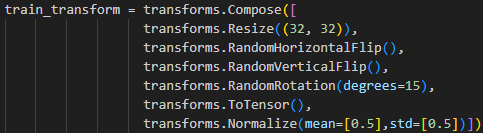 train_transform = transforms.Compose([
transforms.Resize((32, 32)),
transforms.RandomHorizontalFlip(),
transforms.RandomVerticalFlip(),
transforms.RandomRotation(degrees=15),
transforms.ToTensor(),
transforms.Normalize(mean=[0.5],std=[0.5])])